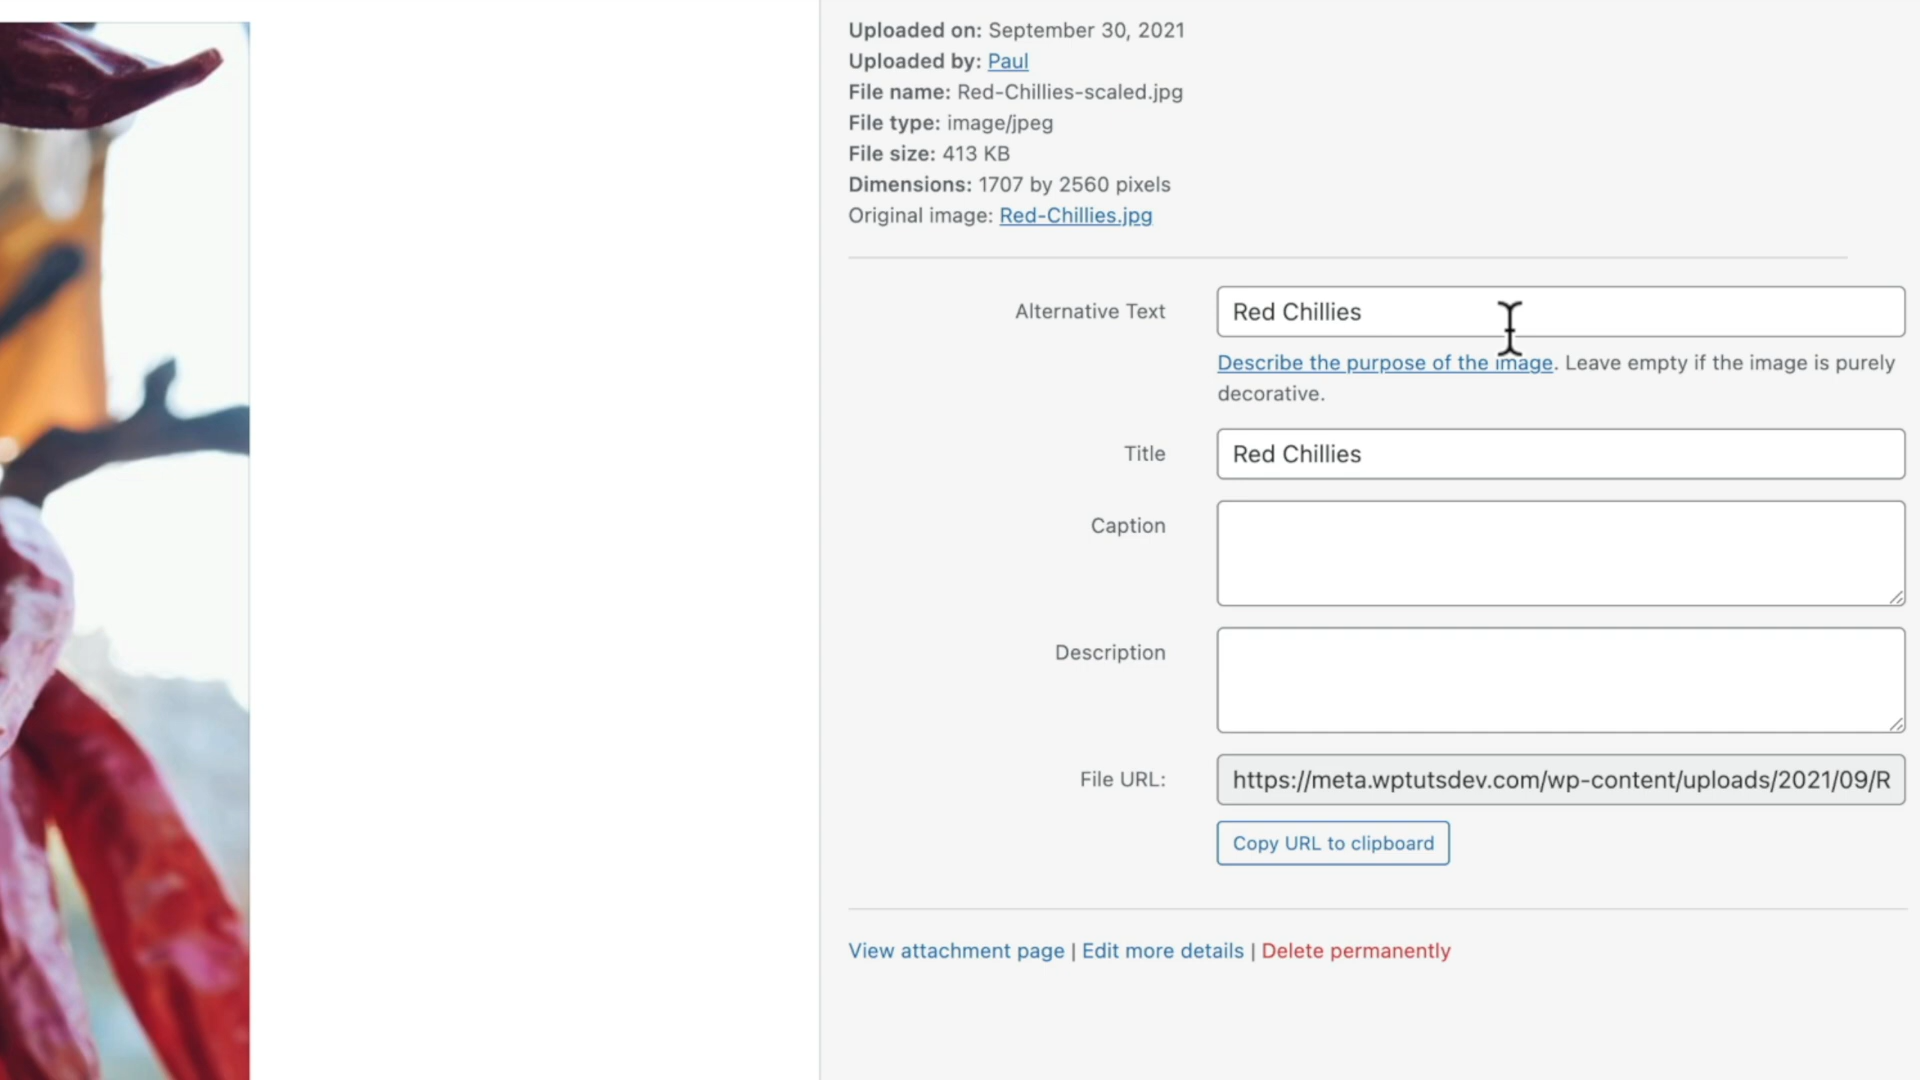 Uploaded on: September 30, 2021
Uploaded by: Paul
File name: Red-Chillies-scaled.jpg
File type: image/jpeg
File size: 413 KB
Dimensions: 1707 by 2560 pixels
Original image: Red-Chillies.jpg
Alternative Text
Red Chillies
Describe the purpose of the image. Leave empty if the image is purely
decorative.
Title
Red Chillies
Caption
Description
File URL:
https://meta.wptutsdev.com/wp-content/uploads/2021/09/R
Copy URL to clipboard
View attachment page | Edit more details | Delete permanently